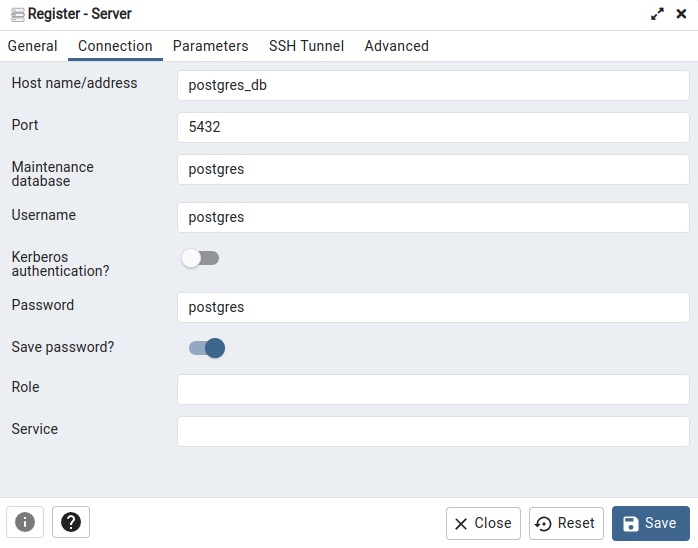 Register - Server
General Connection Parameters SSH Tunnel Advanced
Host name/address postgres_db
Port 5432
Maintenance
database postgres
Username postgres
Kerberos
authentication?
Password postgres
Save password?
Role
Service
Close Reset Save